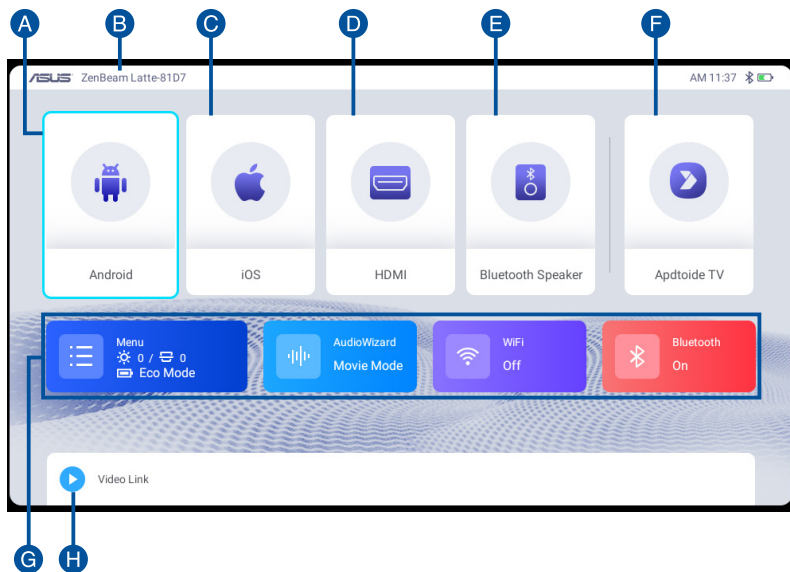 A B C D E F
ASUS ZenBeam Latte-81D7 AM 11:37
Android iOS HDMI Bluetooth Speaker Apdtoide TV
Menu
0 / 0
Eco Mode
AudioWizard
Movie Mode
WiFi
Off
Bluetooth
On
Video Link
G H